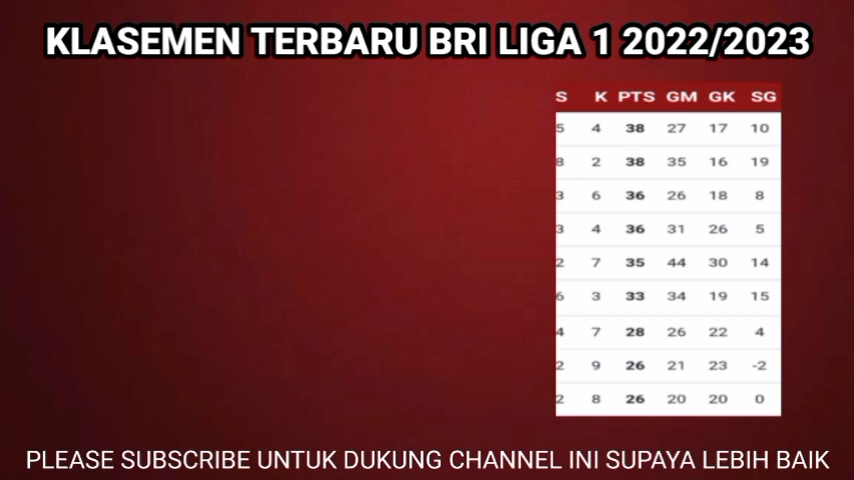 KLASEMEN TERBARU BRI LIGA 1 2022/2023
S K PTS GM GK SG
5 4 38 27 17 10
8 2 38 35 16 19
3 6 36 26 18 8
3 4 36 31 26 5
2 7 35 44 30 14
6 3 33 34 19 15
4 7 28 26 22 4
2 9 26 21 23 -2
2 8 26 20 20 0
PLEASE SUBSCRIBE UNTUK DUKUNG CHANNEL INI SUPAYA LEBIH BAIK